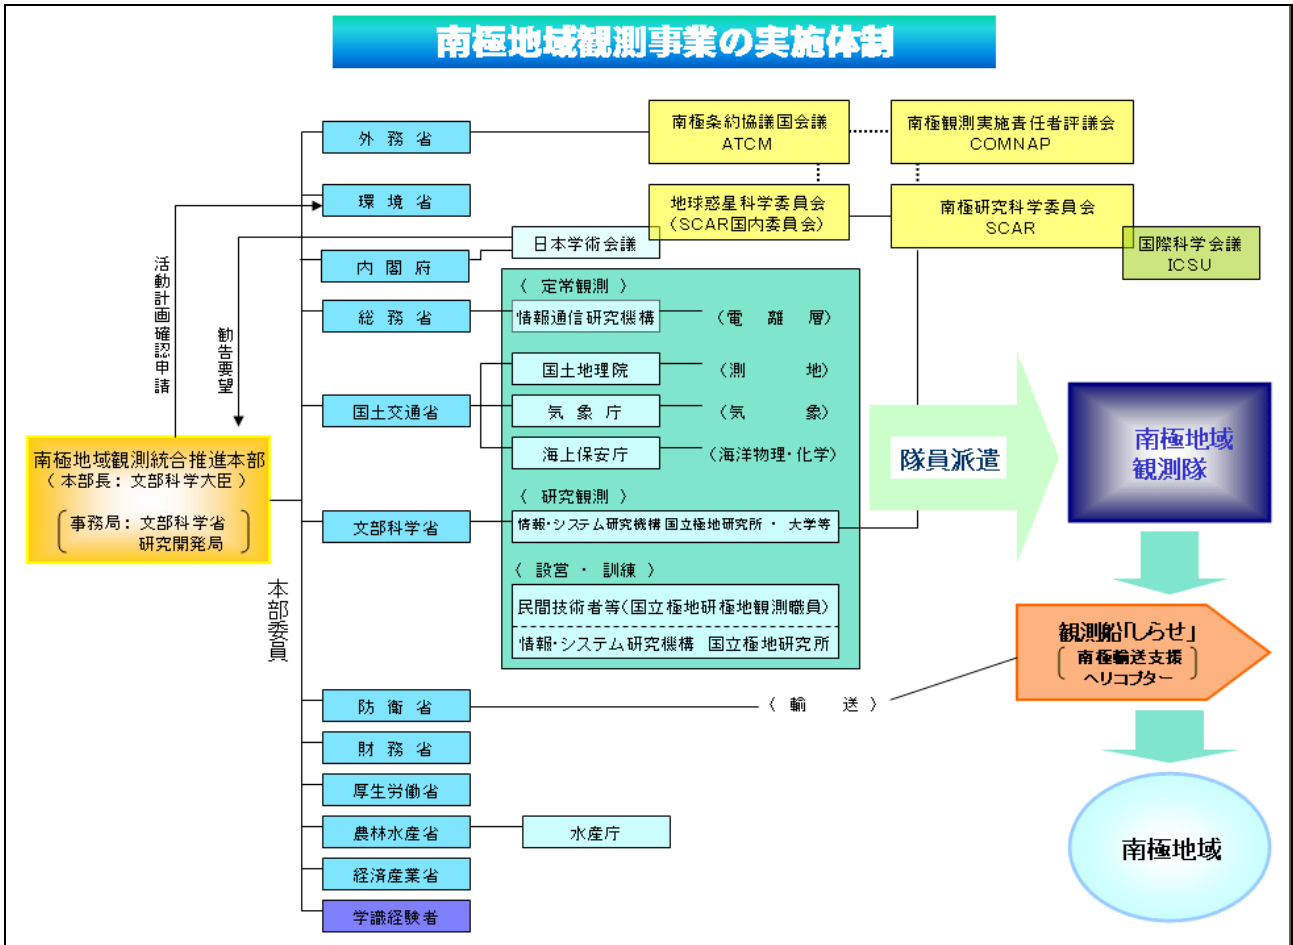 南極地域観測事業の実施体制
外務省
南極条約協議国会議
ATCM
南極観測実施責任者評議会
COMNAP
環境省
地球惑星科学委員会
(SCAR国内委員会)
南極研究科学委員会
SCAR
日本学術会議
国際科学会議
ICSU
内閣府
活動計画確認申請
勧告要望
〈 定常観測 〉
総務省
情報通信研究機構
(電離層)
国土地理院
(測地)
国土交通省
気象庁
(気象)
海上保安庁
(海洋物理・化学)
隊員派遣
南極地域
観測隊
南極地域観測統合推進本部
(本部長：文部科学大臣)
事務局：文部科学省
研究開発局
〈 研究観測 〉
文部科学省
情報・システム研究機構 国立極地研究所 ・ 大学等
〈 設営 ・ 訓練 〉
民間技術者等(国立極地研極地観測職員)
情報・システム研究機構 国立極地研究所
本部委員
観測船「しらせ」
南極輸送支援
ヘリコプター
防衛省
〈 輸送 〉
財務省
厚生労働省
農林水産省
水産庁
経済産業省
学識経験者
南極地域